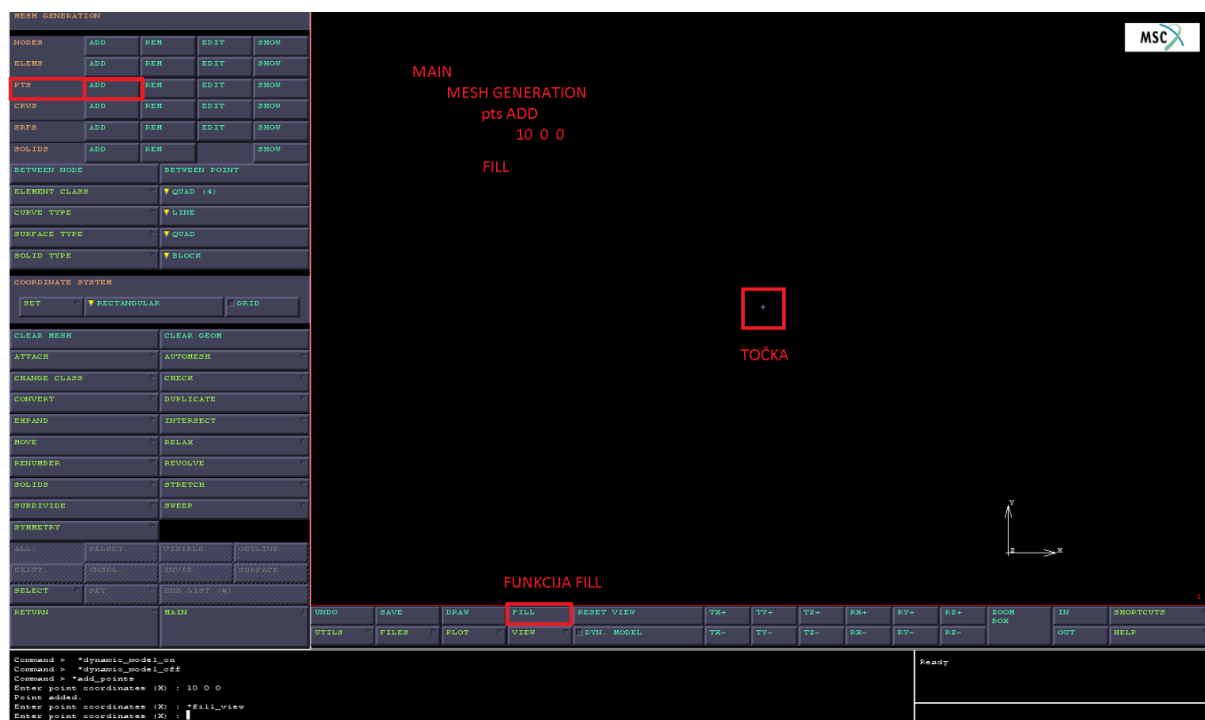 MESH GENERATION
NODES ADD REM EDIT SHOW
ELEMS ADD REM EDIT SHOW
PTS ADD REM EDIT SHOW
CRVS ADD REM EDIT SHOW
SRFS ADD REM EDIT SHOW
SOLIDS ADD REM SHOW
BETWEEN NODE BETWEEN POINT
ELEMENT CLASS QUAD (4)
CURVE TYPE LINE
SURFACE TYPE QUAD
SOLID TYPE BLOCK
COORDINATE SYSTEM
SET RECTANGULAR GRID
CLEAR MESH CLEAR GEOM
ATTACH AUTOMESH
CHANGE CLASS CHECK
CONVERT DUPLICATE
EXPAND INTERSECT
MOVE RELAX
RENUMBER REVOLVE
SOLIDS STRETCH
SUBDIVIDE SWEEP
SYMMETRY
ALL: SELECT. VISIBLE OUTLINE
EXIST. UNSEL. INVIS. SURFACE
SELECT SET END LIST (#)
RETURN MAIN
MSC
MAIN
MESH GENERATION
pts ADD
10 0 0
FILL
TOČKA
Y
Z X
1
FUNKCIJA FILL
UNDO SAVE DRAW FILL RESET VIEW TX+ TY+ TZ+ RX+ RY+ RZ+ ZOOM BOX IN SHORTCUTS
UTILS FILES PLOT VIEW DYN. MODEL TX- TY- TZ- RX- RY- RZ- OUT HELP
Command > *dynamic_model_on
Command > *dynamic_model_off
Command > *add_points
Enter point coordinates (X) : 10 0 0
Point added.
Enter point coordinates (X) : *fill_view
Enter point coordinates (X) :
Ready